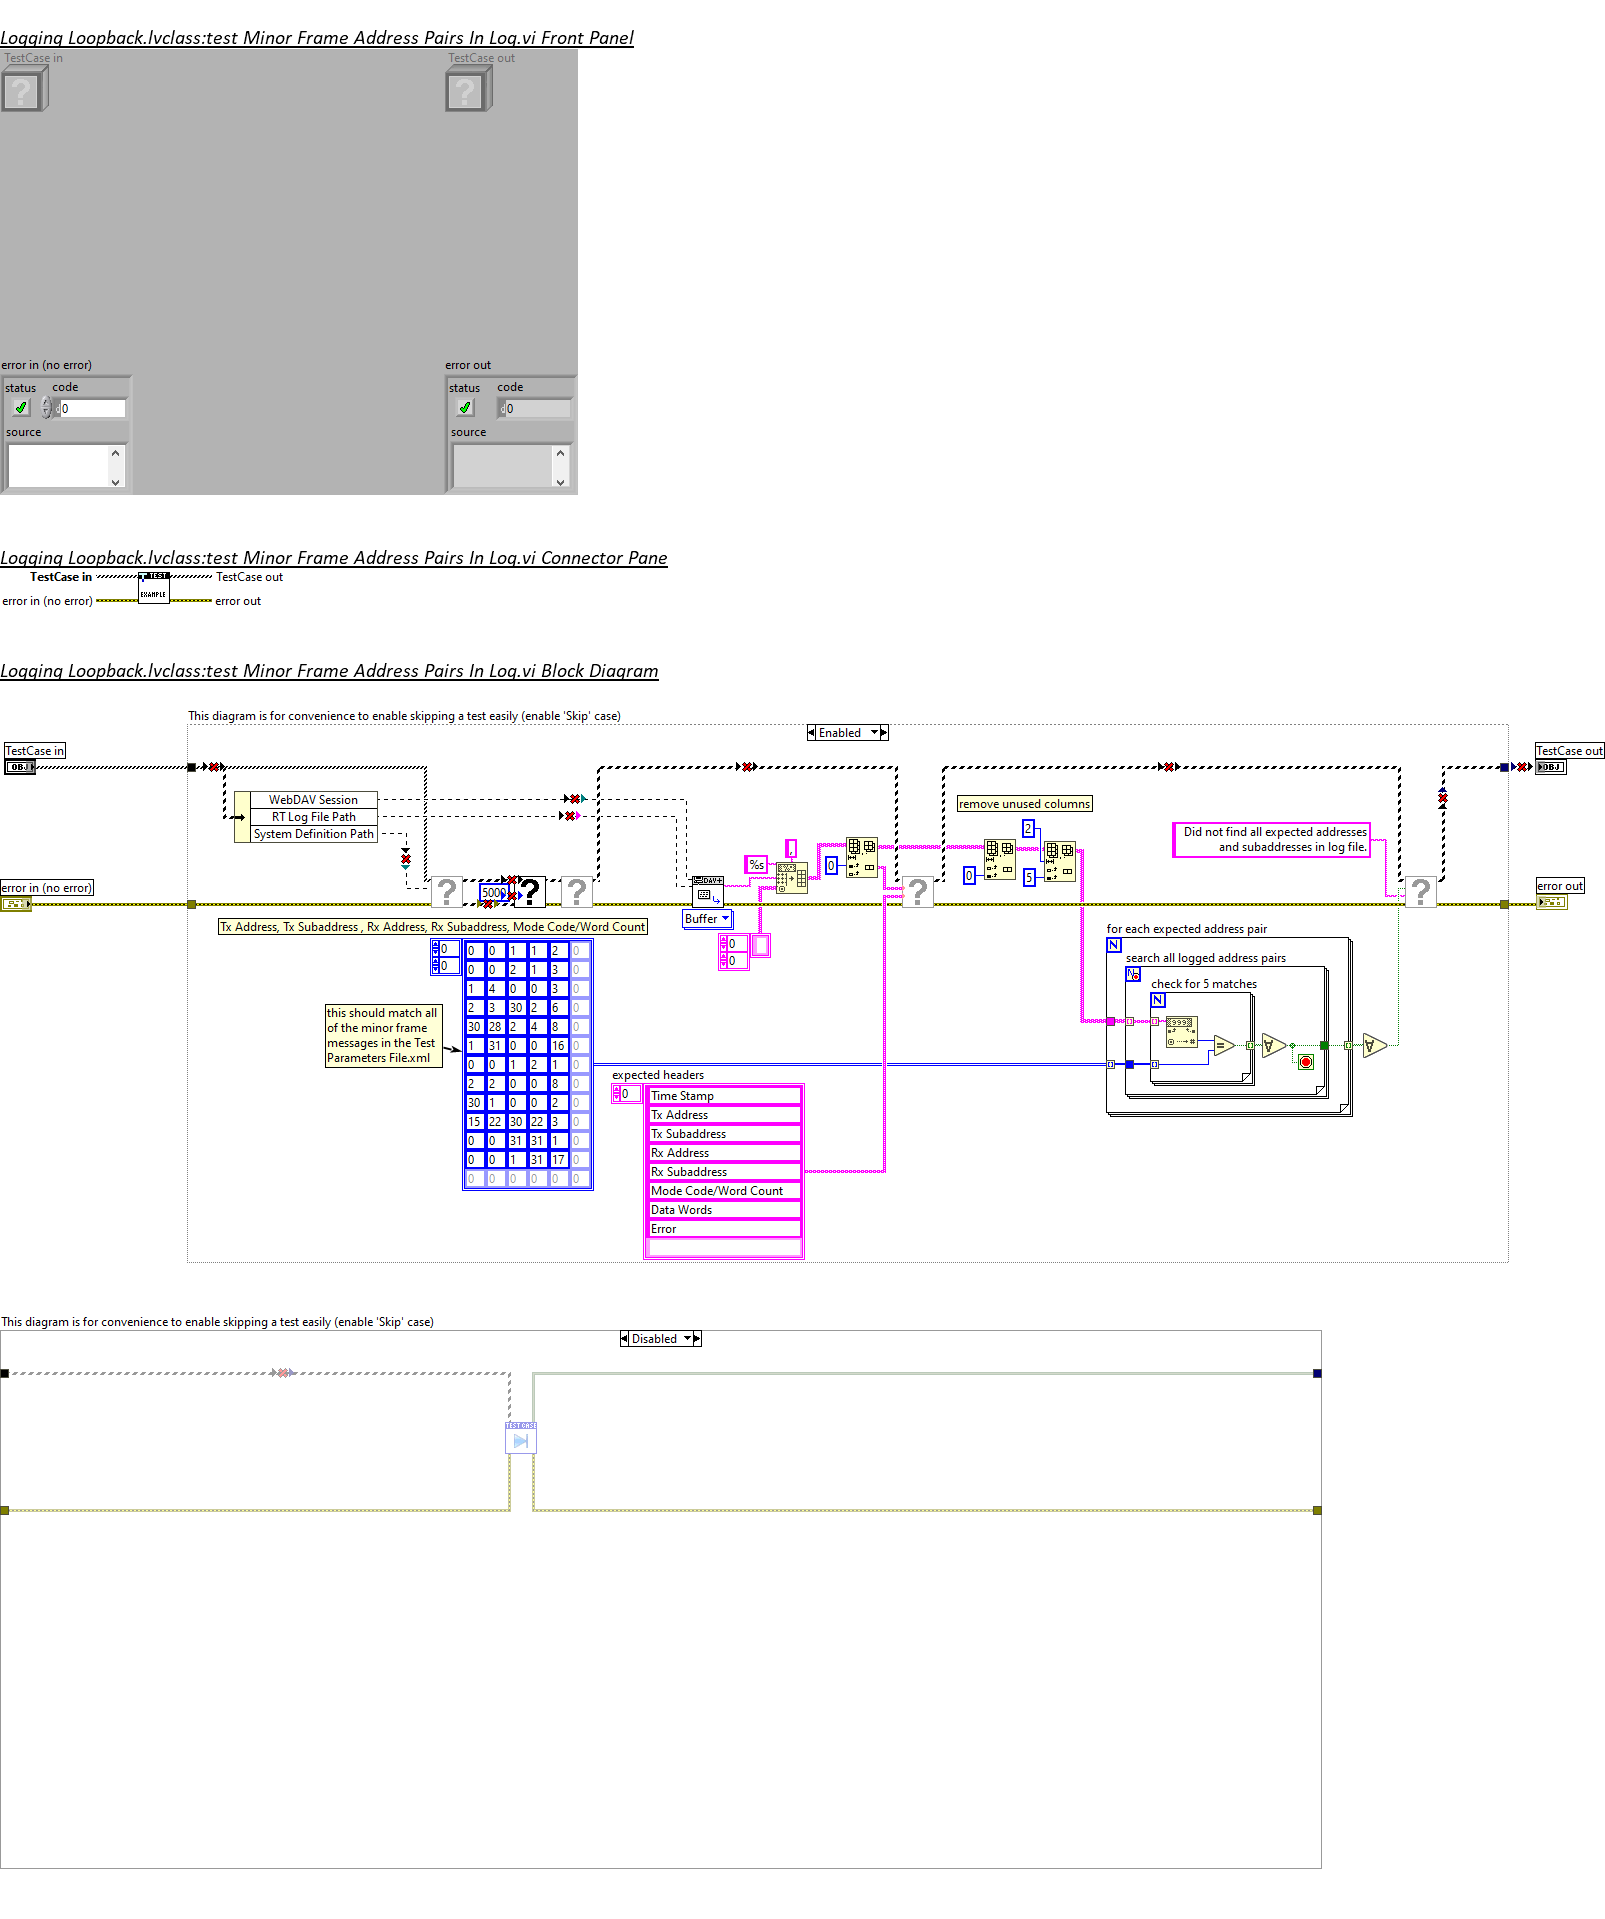 Logging Loopback.lvclass:test Minor Frame Address Pairs In Log.vi Front Panel
TestCase in
TestCase out
error in (no error)
error out
status code
status code
0
0
source
source
Logging Loopback.lvclass:test Minor Frame Address Pairs In Log.vi Connector Pane
TestCase in
TestCase out
TEST
EXAMPLE
error in (no error)
error out
Logging Loopback.lvclass:test Minor Frame Address Pairs In Log.vi Block Diagram
This diagram is for convenience to enable skipping a test easily (enable 'Skip' case)
Enabled
TestCase in
OBJ
TestCase out
OBJ
WebDAV Session
RT Log File Path
System Definition Path
remove unused columns
2
0
5
Did not find all expected addresses
and subaddresses in log file.
%s
,
0
5000
DAV+
Buffer
error in (no error)
error out
Tx Address, Tx Subaddress , Rx Address, Rx Subaddress, Mode Code/Word Count
0
0
0 0 1 1 2 0
0 0 2 1 3 0
1 4 0 0 3 0
2 3 30 2 6 0
30 28 2 4 8 0
1 31 0 0 16 0
0 0 1 2 1 0
2 2 0 0 8 0
30 1 0 0 2 0
15 22 30 22 3 0
0 0 31 31 1 0
0 0 1 31 17 0
0 0 0 0 0 0
this should match all
of the minor frame
messages in the Test
Parameters File.xml
0
0
for each expected address pair
N
search all logged address pairs
N
check for 5 matches
N
expected headers
0
Time Stamp
Tx Address
Tx Subaddress
Rx Address
Rx Subaddress
Mode Code/Word Count
Data Words
Error
This diagram is for convenience to enable skipping a test easily (enable 'Skip' case)
Disabled
TEST CASE